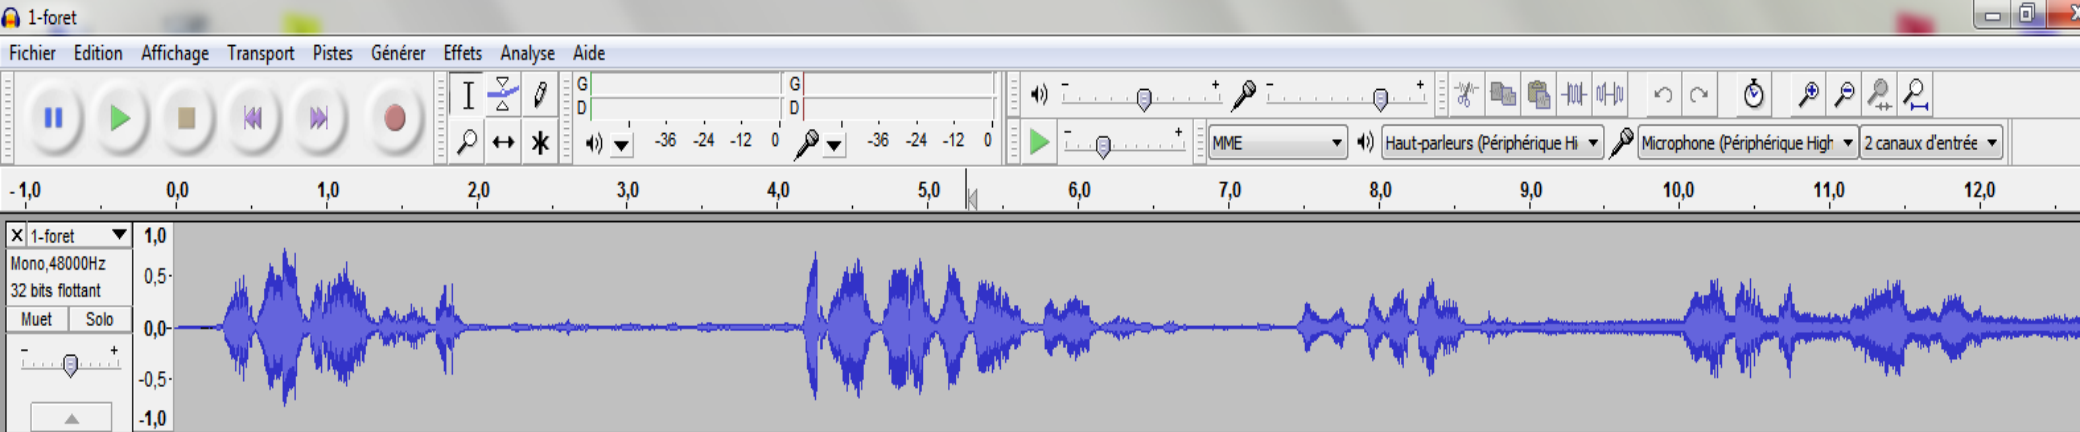 1-foret
Fichier Edition Affichage Transport Pistes Générer Effets Analyse Aide
G G
D D
-36 -24 -12 0 -36 -24 -12 0
- + - +
- + MME Haut-parleurs (Périphérique Hi Microphone (Périphérique High 2 canaux d'entrée
-1,0 0,0 1,0 2,0 3,0 4,0 5,0 6,0 7,0 8,0 9,0 10,0 11,0 12,0
X 1-foret
Mono,48000Hz
32 bits flottant
Muet Solo
- +
1,0
0,5-
0,0-
-0,5-
-1,0